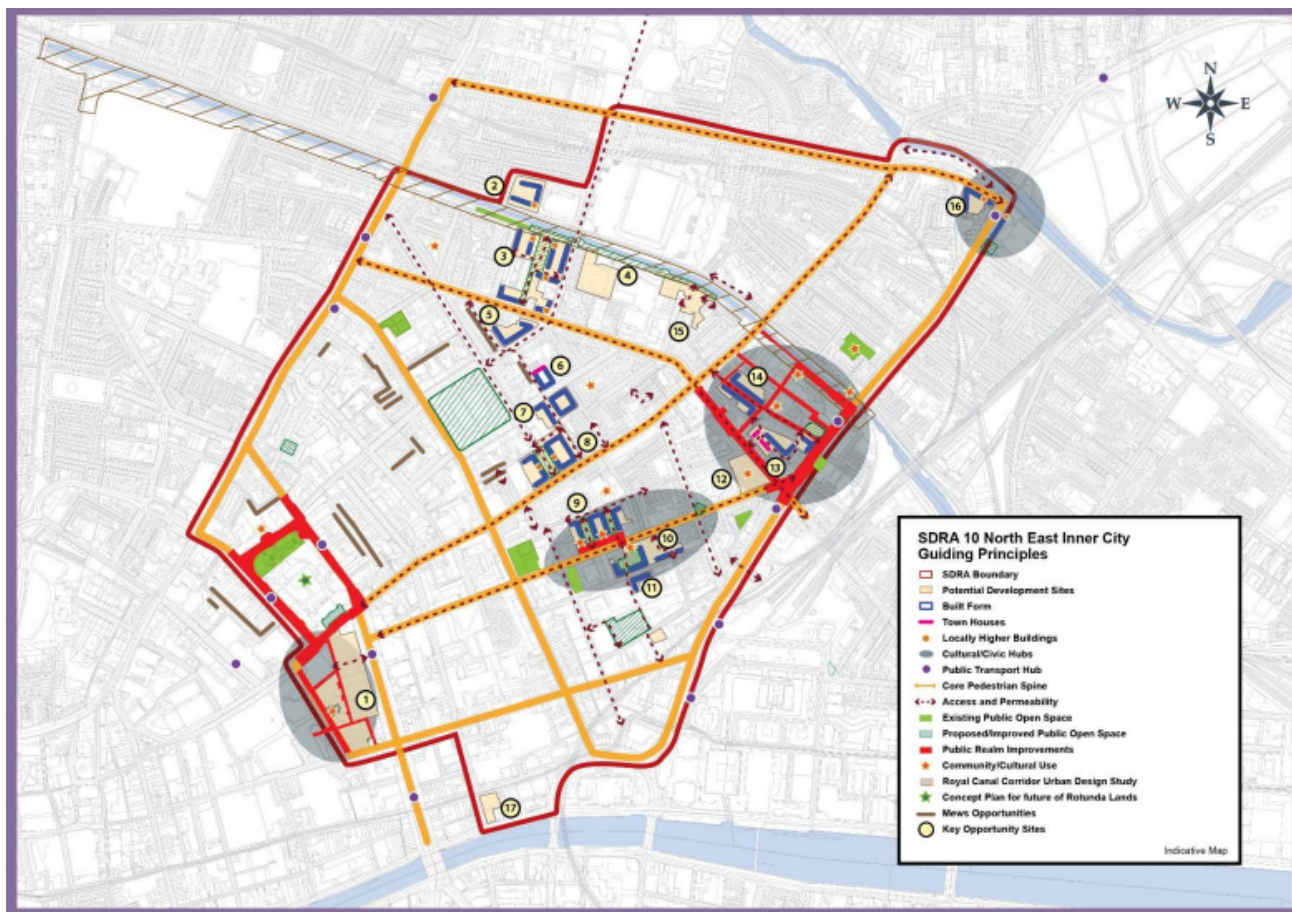 N
W E
S
2
16
3
4
5
15
6
14
7
8
12
13
9
10
11
1
17
SDRA 10 North East Inner City
Guiding Principles
SDRA Boundary
Potential Development Sites
Built Form
Town Houses
Locally Higher Buildings
Cultural/Civic Hubs
Public Transport Hub
Core Pedestrian Spine
Access and Permeability
Existing Public Open Space
Proposed/Improved Public Open Space
Public Realm Improvements
Community/Cultural Use
Royal Canal Corridor Urban Design Study
Concept Plan for future of Rotunda Lands
Mews Opportunities
Key Opportunity Sites
Indicative Map